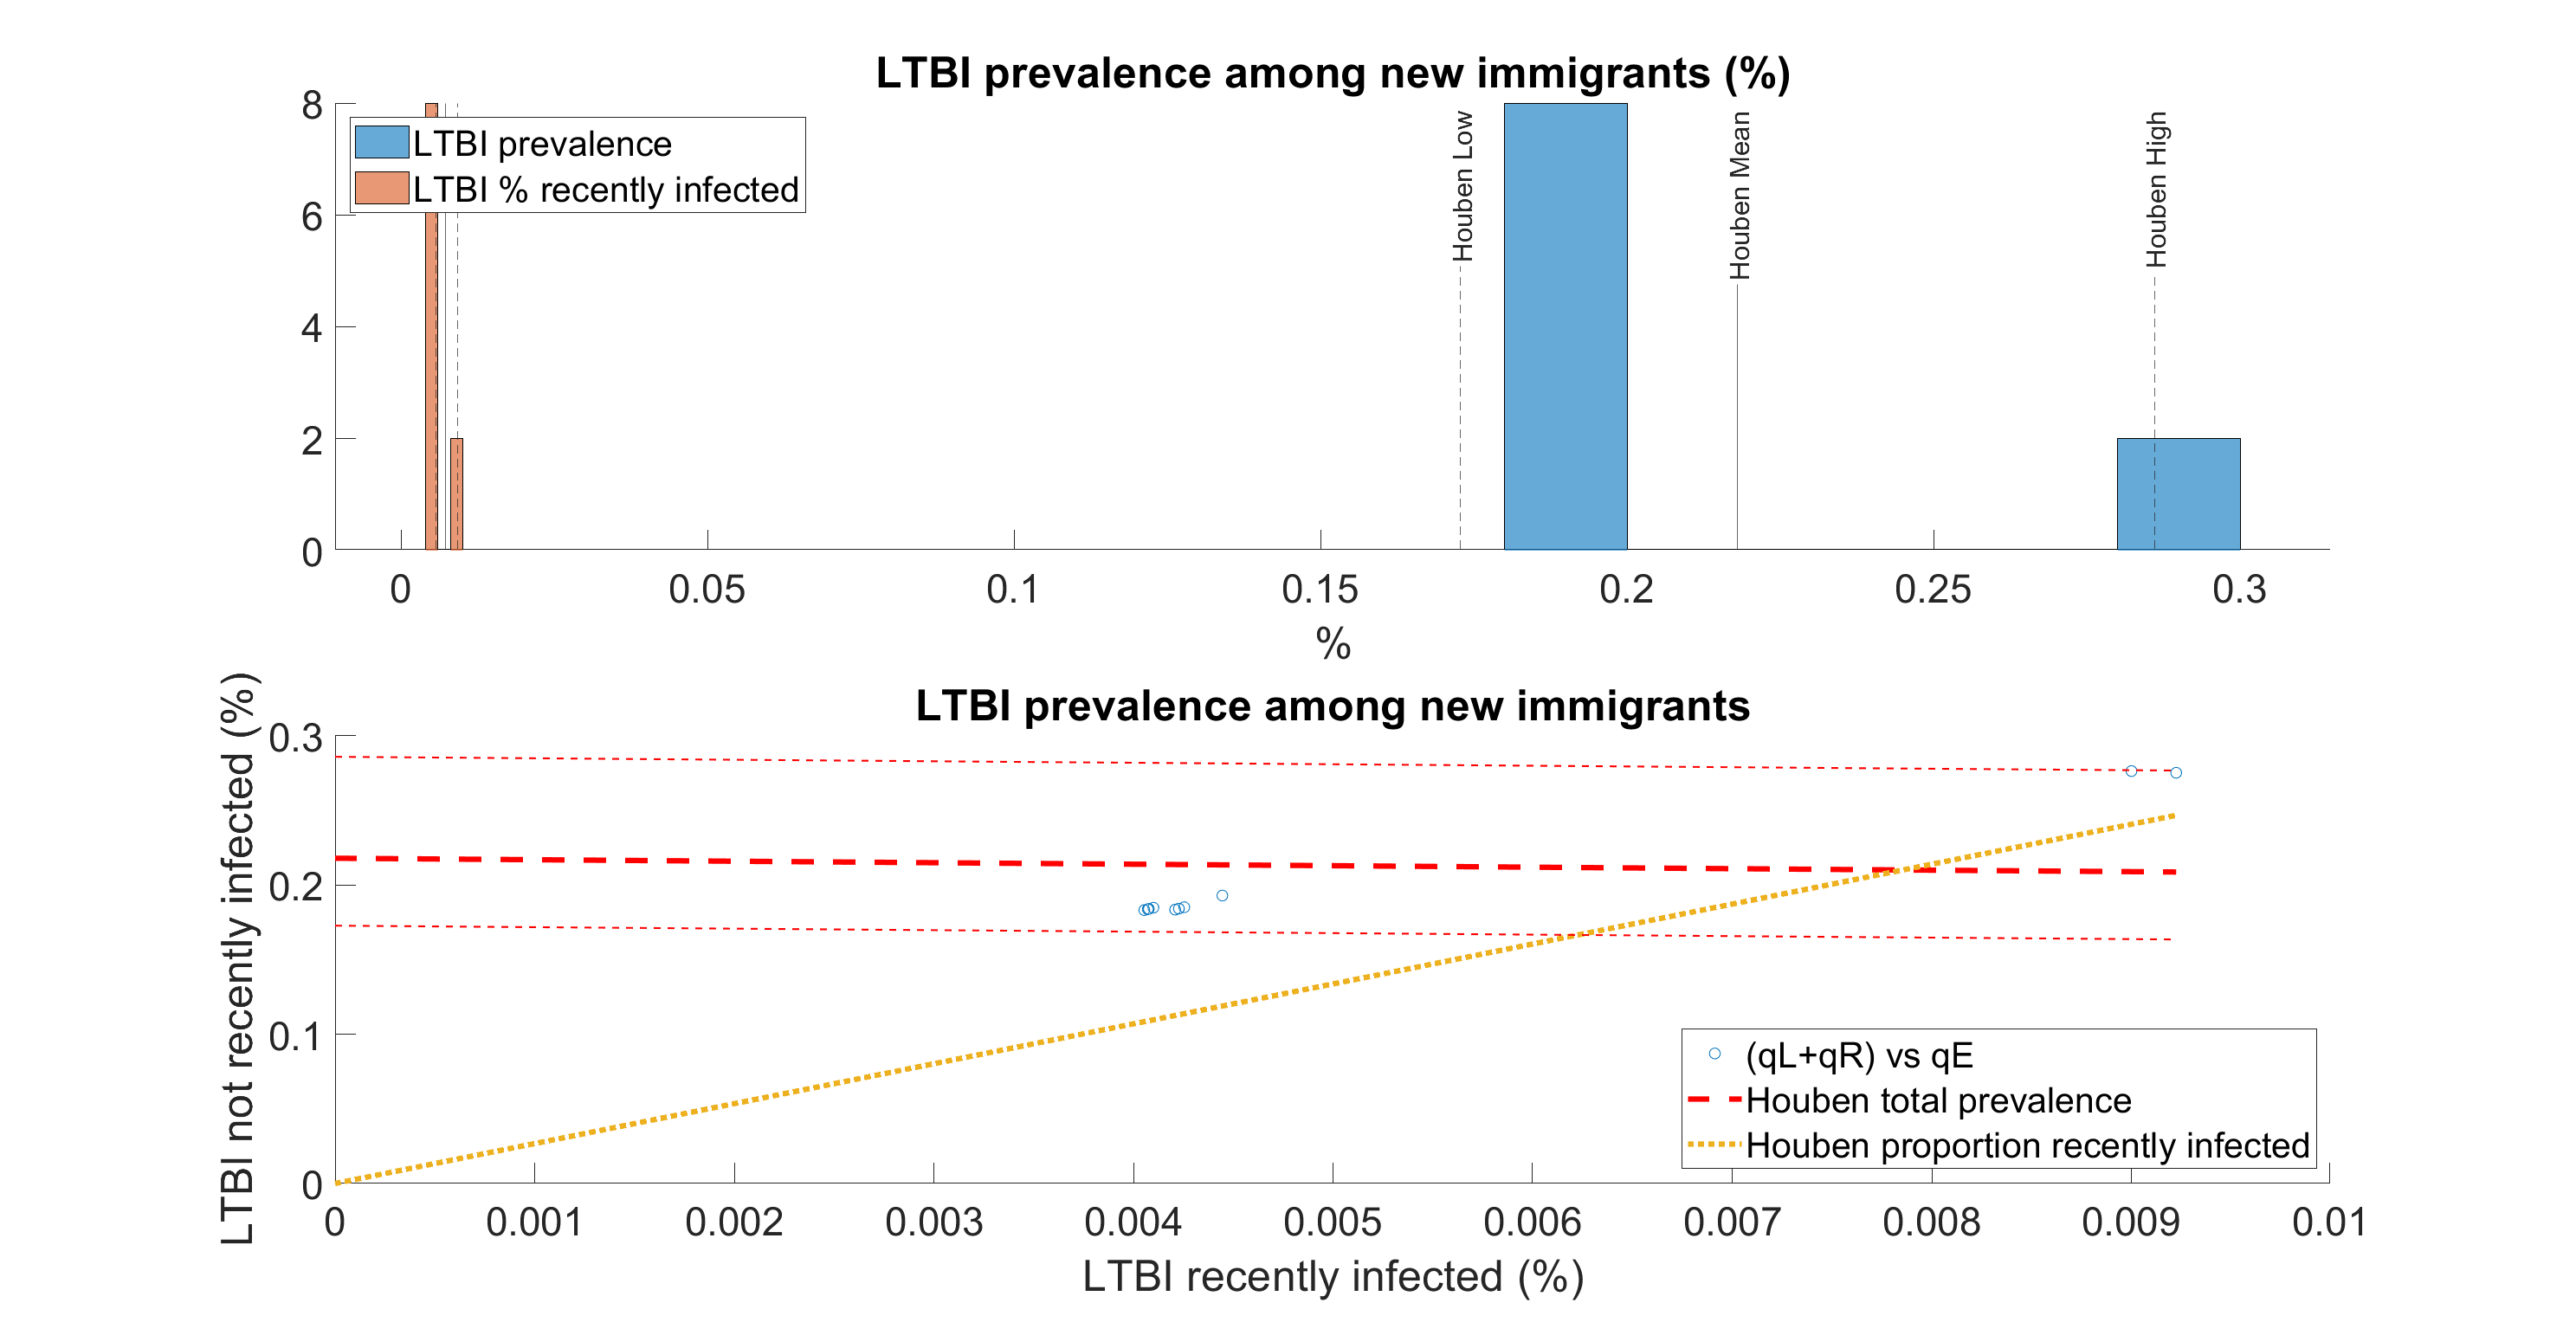 LTBI prevalence among new immigrants (%)
8
6
4
2
0
LTBI prevalence
LTBI % recently infected
Houben Low
Houben Mean
Houben High
0 0.05 0.1 0.15 0.2 0.25 0.3
%
LTBI prevalence among new immigrants
LTBI not recently infected (%)
0.3
0.2
0.1
0
(qL+qR) vs qE
Houben total prevalence
Houben proportion recently infected
0 0.001 0.002 0.003 0.004 0.005 0.006 0.007 0.008 0.009 0.01
LTBI recently infected (%)